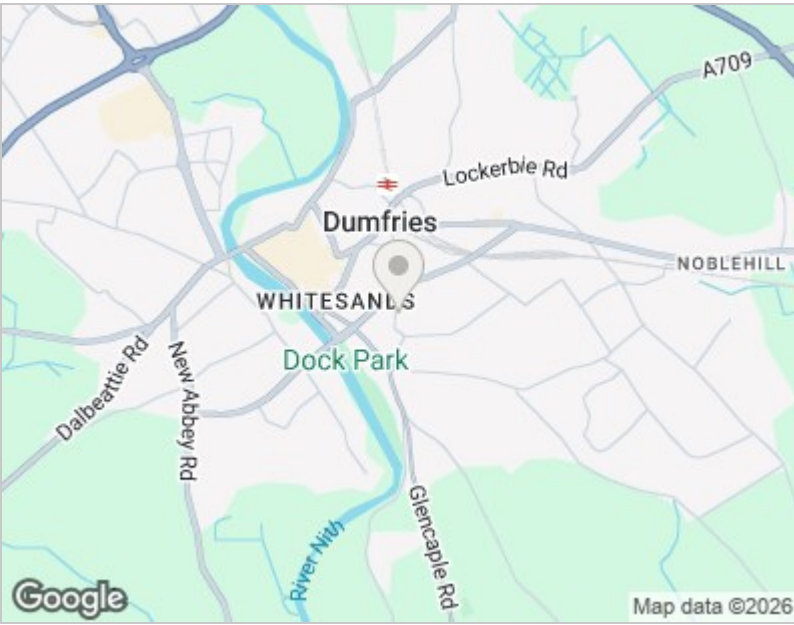 A709
Lockerbie Rd
Dumfries
NOBLEHILL
WHITESANDS
Dock Park
Dalbeattie Rd
New Abbey Rd
Glencaple Rd
River Nith
Google
Map data ©2026